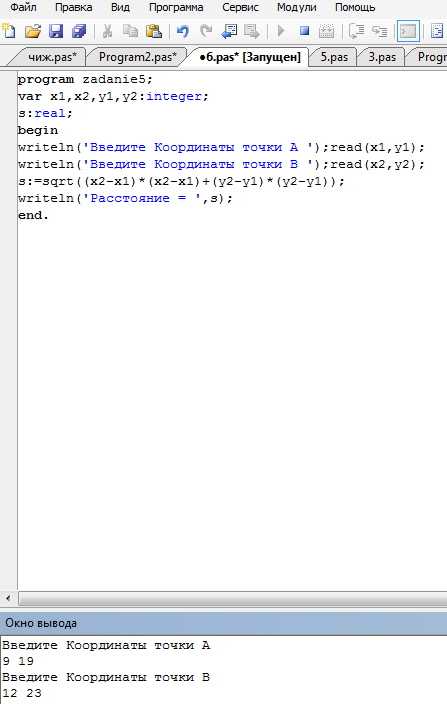 Файл Правка Вид Программа Сервис Модули Помощь
чиж.pas* Program2.pas* ●6.pas* [Запущен] 5.pas 3.pas Progr
program zadanie5;
var x1,x2,y1,y2:integer;
s:real;
begin
writeln('Введите Координаты точки А ');read(x1,y1);
writeln('Введите Координаты точки В ');read(x2,y2);
s:=sqrt((x2-x1)*(x2-x1)+(y2-y1)*(y2-y1));
writeln('Расстояние = ',s);
end.
Окно вывода
Введите Координаты точки А
9 19
Введите Координаты точки В
12 23